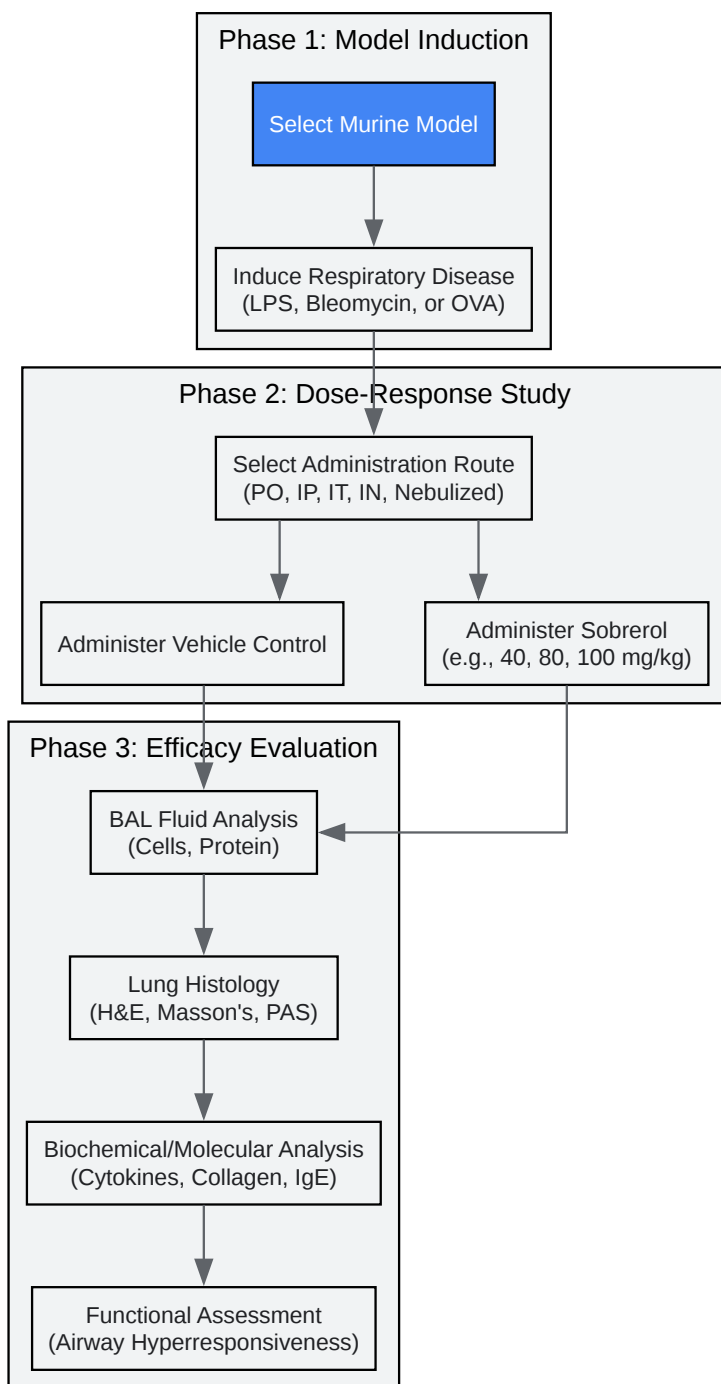 Phase 1: Model Induction
Select Murine Model
Induce Respiratory Disease
(LPS, Bleomycin, or OVA)
Phase 2: Dose-Response Study
Select Administration Route
(PO, IP, IT, IN, Nebulized)
Administer Vehicle Control
Administer Sobrerol
(e.g., 40, 80, 100 mg/kg)
Phase 3: Efficacy Evaluation
BAL Fluid Analysis
(Cells, Protein)
Lung Histology
(H&E, Masson's, PAS)
Biochemical/Molecular Analysis
(Cytokines, Collagen, IgE)
Functional Assessment
(Airway Hyperresponsiveness)